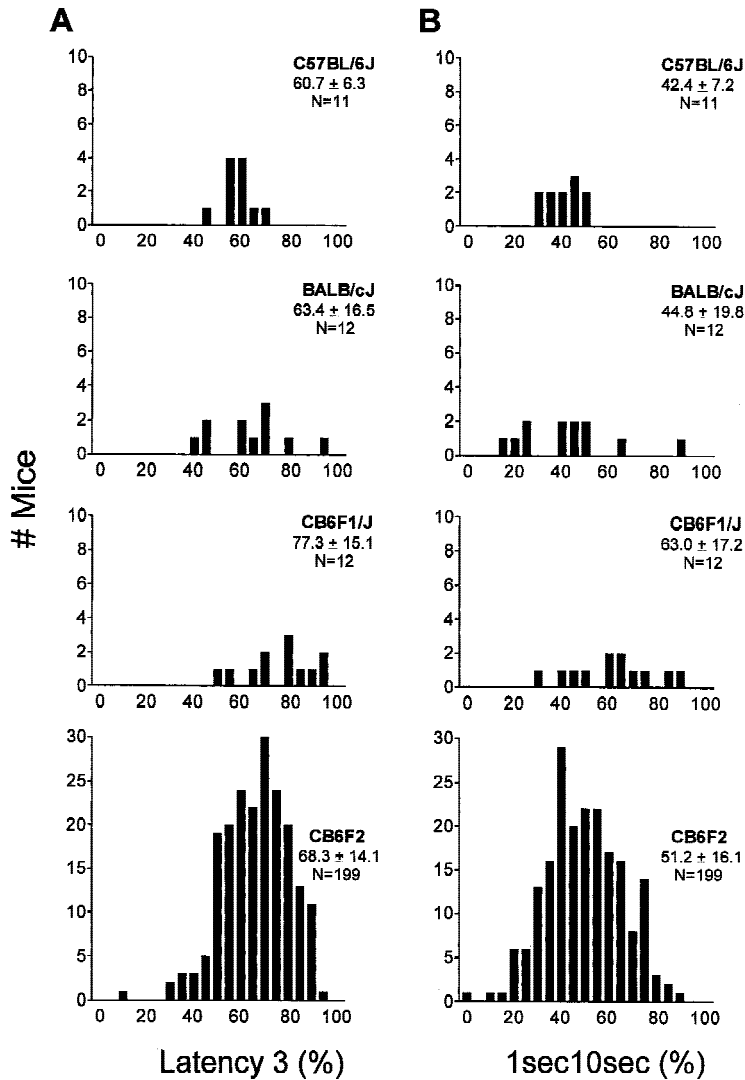 A
B
# Mice
10
8
6
4
2
0
C57BL/6J
60.7 ± 6.3
N=11
0 20 40 60 80 100
10
8
6
4
2
0
C57BL/6J
42.4 ± 7.2
N=11
0 20 40 60 80 100
10
8
6
4
2
0
BALB/cJ
63.4 ± 16.5
N=12
0 20 40 60 80 100
10
8
6
4
2
0
BALB/cJ
44.8 ± 19.8
N=12
0 20 40 60 80 100
10
8
6
4
2
0
CB6F1/J
77.3 ± 15.1
N=12
0 20 40 60 80 100
10
8
6
4
2
0
CB6F1/J
63.0 ± 17.2
N=12
0 20 40 60 80 100
30
25
20
15
10
5
0
CB6F2
68.3 ± 14.1
N=199
0 20 40 60 80 100
30
25
20
15
10
5
0
CB6F2
51.2 ± 16.1
N=199
0 20 40 60 80 100
Latency 3 (%)
1sec10sec (%)